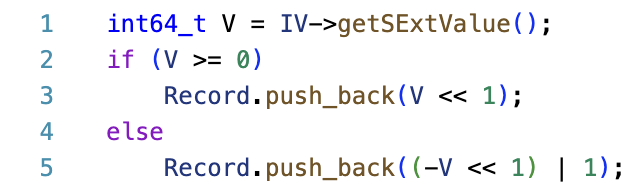 1 int64_t V = IV->getSExtValue();
2 if (V >= 0)
3     Record.push_back(V << 1);
4 else
5     Record.push_back((-V << 1) | 1);